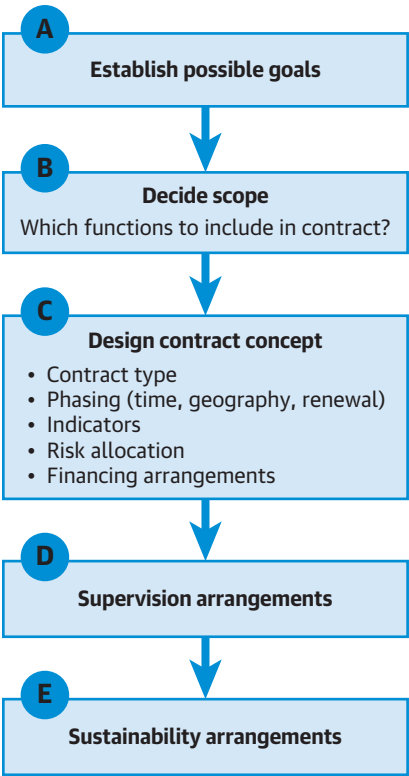 A
Establish possible goals
B
Decide scope
Which functions to include in contract?
C
Design contract concept
• Contract type
• Phasing (time, geography, renewal)
• Indicators
• Risk allocation
• Financing arrangements
D
Supervision arrangements
E
Sustainability arrangements